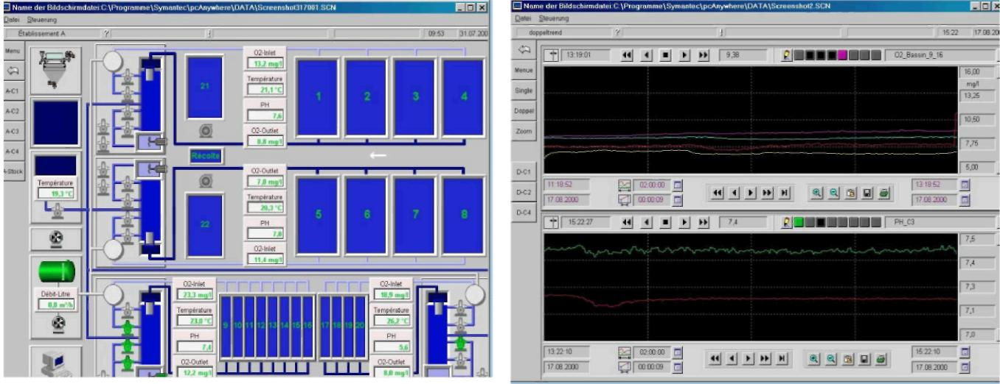 Name der Bildschirmdatei:C:\Programme\Symantec\pcAnywhere\DATA\Screenshot317001.SCN
Datei Steuerung
Établissement A ? ! 09:53 31.07.200
Menu
A-C1
A-C2
A-C3
A-C4
A-Stock
Température
19,3 °C
Débit-Litre
0,0 m³/h
21
O2-Inlet
13,2 mg/l
Température
21,1 °C
PH
7,6
O2-Outlet
8,8 mg/l
1 2 3 4
Récolte
22
O2-Outlet
7,0 mg/l
Température
20,3 °C
PH
7,0
O2-Inlet
11,4 mg/l
5 6 7 8
O2-Inlet
23,3 mg/l
Température
23,0 °C
PH
7,4
O2-Outlet
12,2 mg/l
9 10 11 12 13 14 15 16 17 18 19 20
O2-Inlet
18,9 mg/l
Température
26,2 °C
PH
5,6
O2-Outlet
8,0 mg/l
Name der Bildschirmdatei:C:\Programme\Symantec\pcAnywhere\DATA\Screenshot2.SCN
Datei Steuerung
doppeltrend ? ! 15:22 17.08.20
Menue
Single
Doppel
Zoom
D-C1
D-C2
D-C4
13:19:01 9,38 O2_Bassin_9_16
16,00
mg/l
13,25
10,50
7,75
5,00
11:18:52 02:00:00 13:18:52
17.08.2000 00:00:09 17.08.2000
15:22:27 7,4 PH_C3
7,5
7,4
7,3
7,1
7,0
13:22:10 02:00:00 15:22:10
17.08.2000 00:00:09 17.08.2000